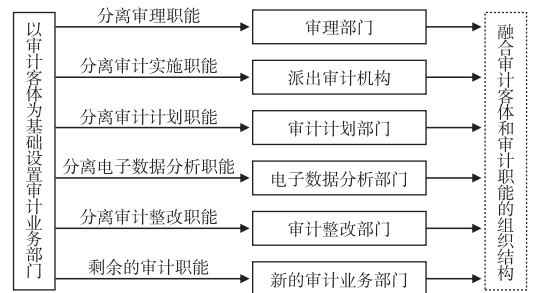 以审计客体为基础设置审计业务部门
分离审理职能
审理部门
分离审计实施职能
派出审计机构
分离审计计划职能
审计计划部门
分离电子数据分析职能
电子数据分析部门
分离审计整改职能
审计整改部门
剩余的审计职能
新的审计业务部门
融合审计客体和审计职能的组织结构